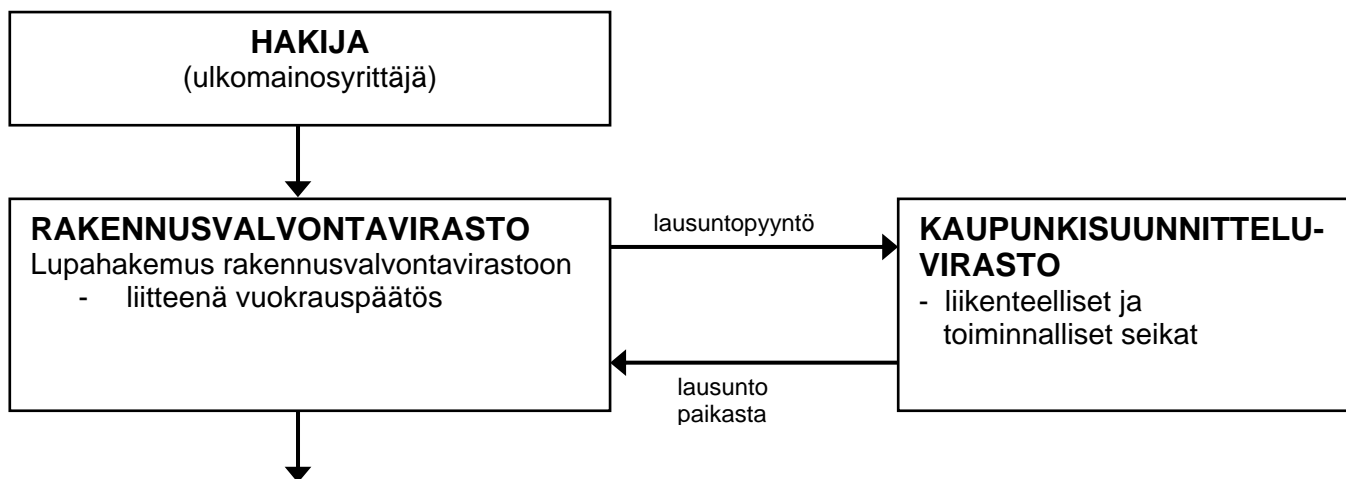 HAKIJA
(ulkomainosyrittäjä)
RAKENNUSVALVONTAVIRASTO
Lupahakemus rakennusvalvontavirastoon
- liitteenä vuokrauspäätös
lausuntopyyntö
KAUPUNKISUUNNITTELU-
VIRASTO
- liikenteelliset ja
toiminnalliset seikat
lausunto
paikasta